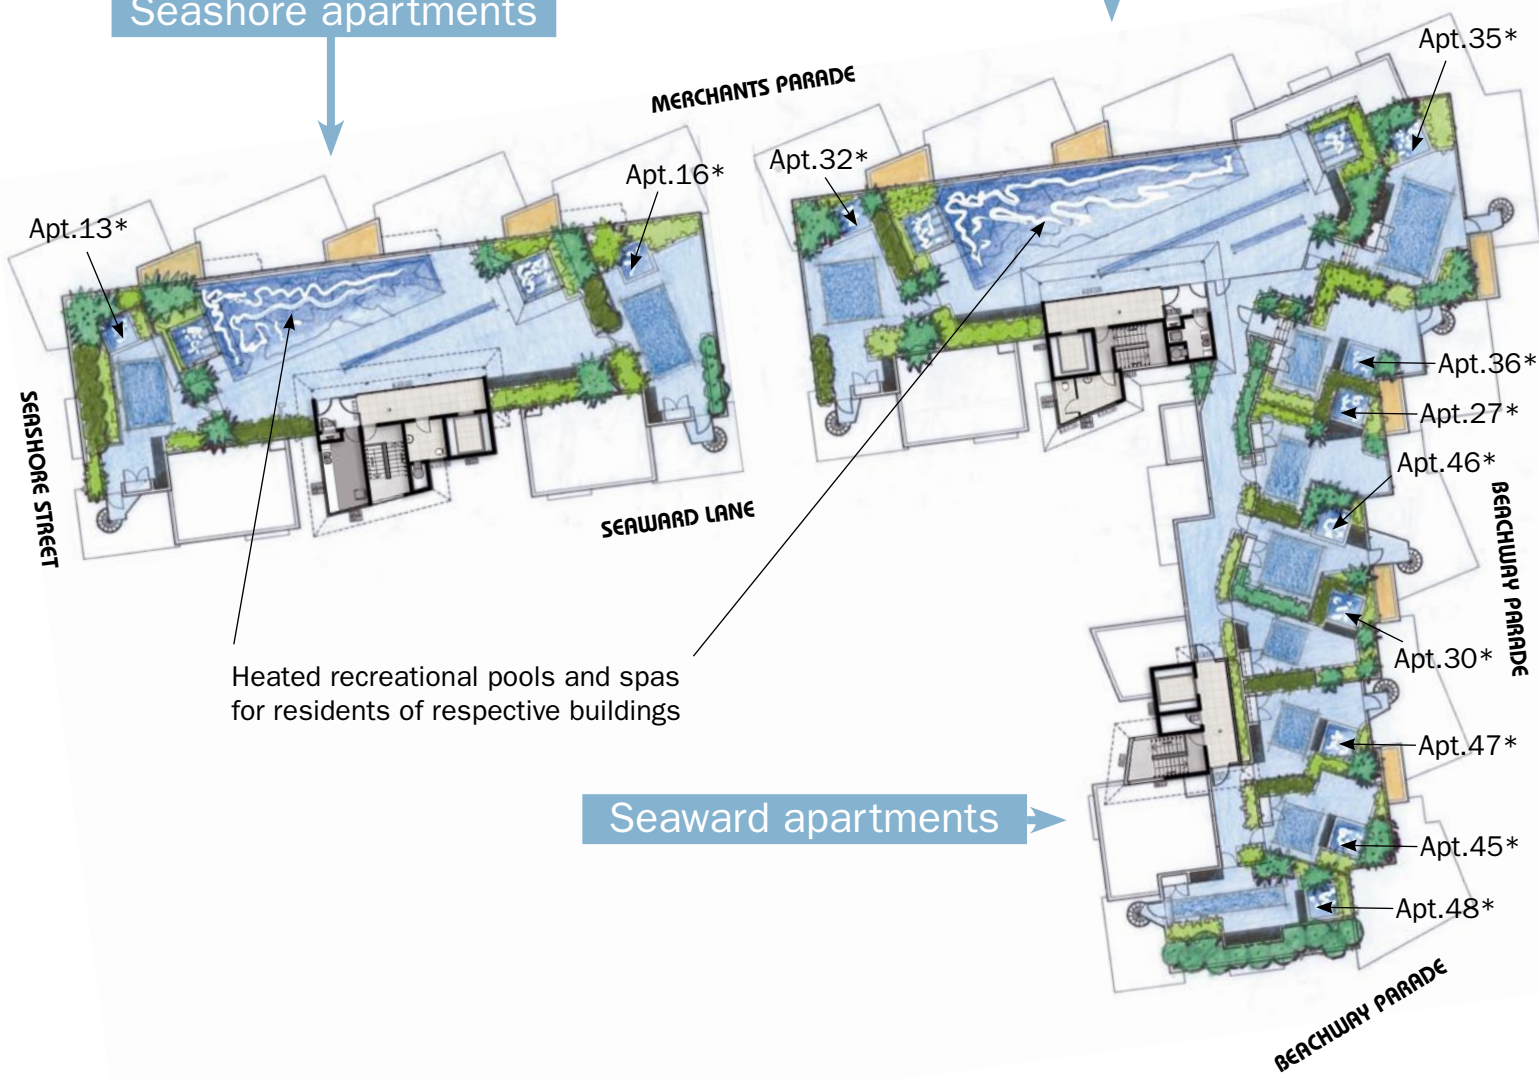 Seashore apartments
MERCHANTS PARADE
Apt.35*
Apt.32*
Apt.16*
Apt.13*
Apt.36*
Apt.27*
Apt.46*
SEASHORE STREET
SEAWARD LANE
BEACHWAY PARADE
Apt.30*
Heated recreational pools and spas
for residents of respective buildings
Apt.47*
Seaward apartments
Apt.45*
Apt.48*
BEACHWAY PARADE